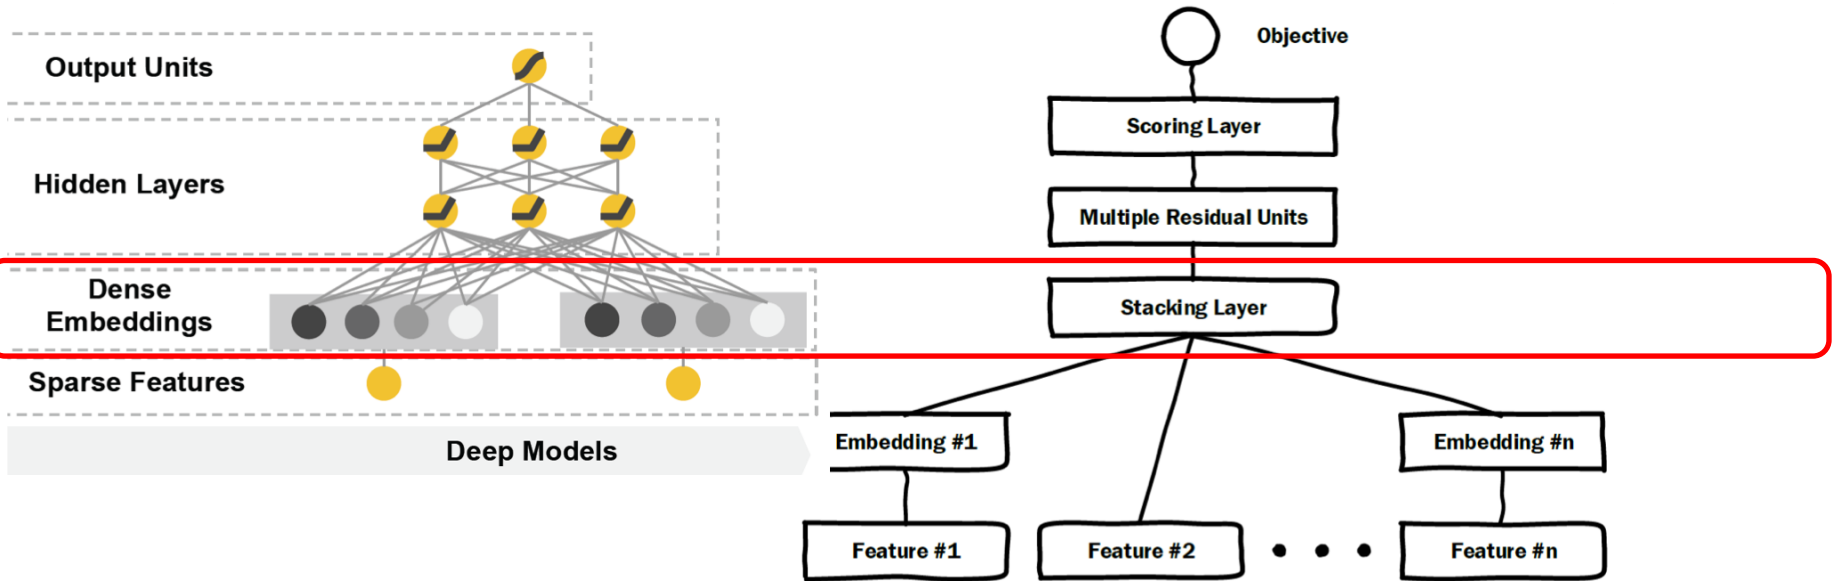 Output Units
Hidden Layers
Dense
Embeddings
Sparse Features
Deep Models
Objective
Scoring Layer
Multiple Residual Units
Stacking Layer
Embedding #1
Embedding #n
Feature #1
Feature #2
Feature #n